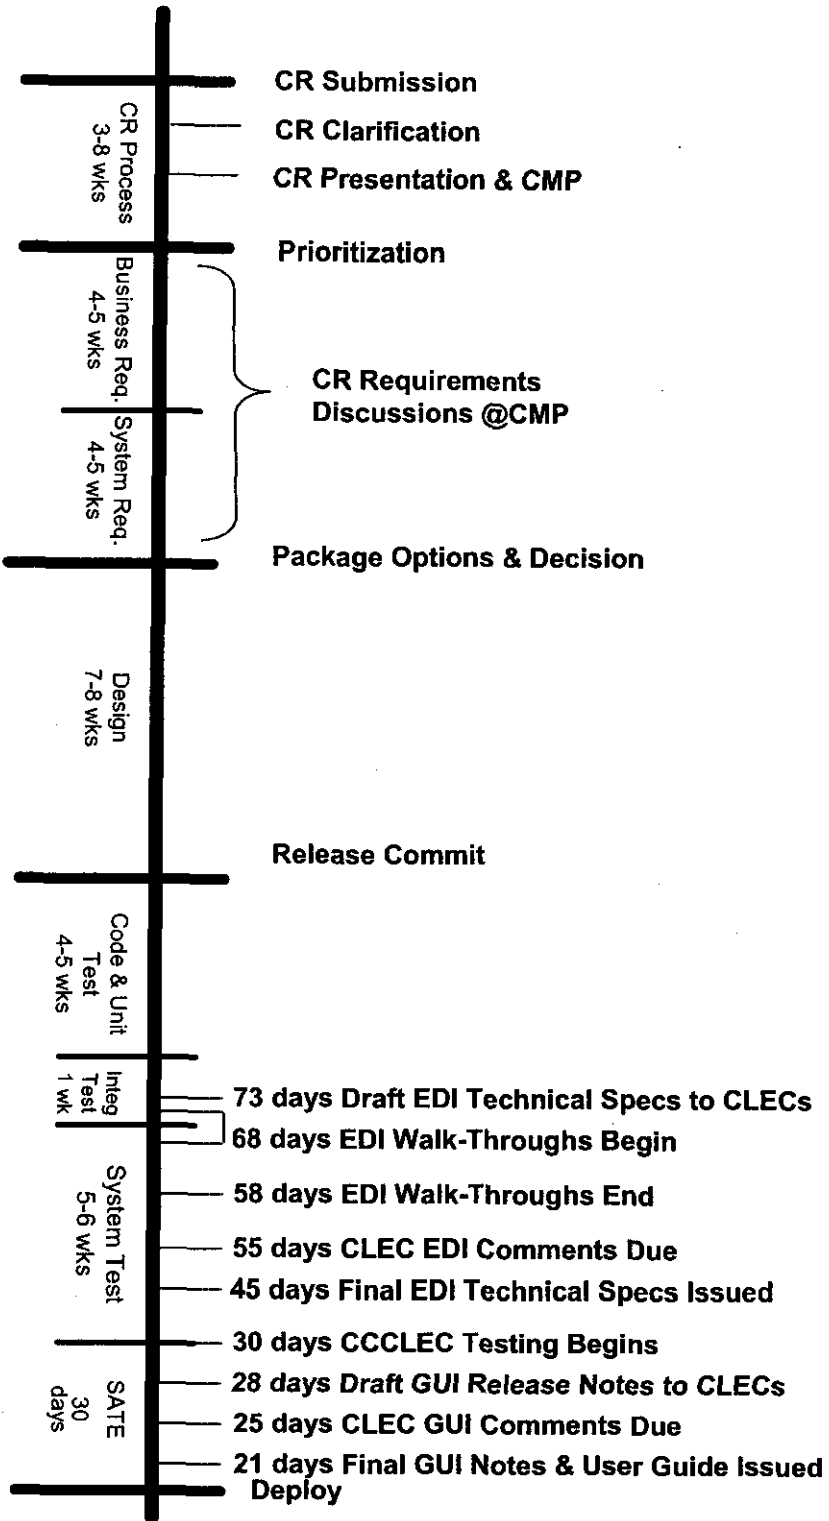 CR Submission
CR Clarification
CR Presentation & CMP
CR Process
3-8 wks
Prioritization
Business Req.
4-5 wks
CR Requirements
Discussions @CMP
System Req.
4-5 wks
Package Options & Decision
Design
7-8 wks
Release Commit
Code & Unit
Test
4-5 wks
Integ
Test
1 wk
73 days Draft EDI Technical Specs to CLECs
68 days EDI Walk-Throughs Begin
58 days EDI Walk-Throughs End
55 days CLEC EDI Comments Due
45 days Final EDI Technical Specs Issued
System Test
5-6 wks
30 days CCCLEC Testing Begins
28 days Draft GUI Release Notes to CLECs
25 days CLEC GUI Comments Due
21 days Final GUI Notes & User Guide Issued
SATE
30
days
Deploy